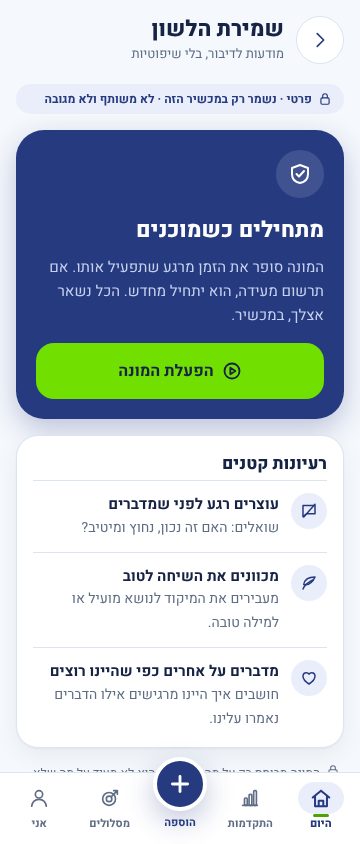 שמירת הלשון
מודעות לדיבור, בלי שיפוטיות
פרטי · נשמר רק במכשיר הזה · לא משותף ולא מגובה
מתחילים כשמוכנים
המונה סופר את הזמן מרגע שתפעיל אותו. אם
תרשום מעידה, הוא יתחיל מחדש. הכל נשאר
אצלך, במכשיר.
הפעלת המונה
רעיונות קטנים
עוצרים רגע לפני שמדברים
שואלים: האם זה נכון, נחוץ ומיטיב?
מכוונים את השיחה לטוב
מעבירים את המיקוד לנושא מועיל או
למילה טובה.
מדברים על אחרים כפי שהיינו רוצים
חושבים איך היינו מרגישים אילו הדברים
נאמרו עלינו.
היום
התקדמות
הוספה
מסלולים
אני